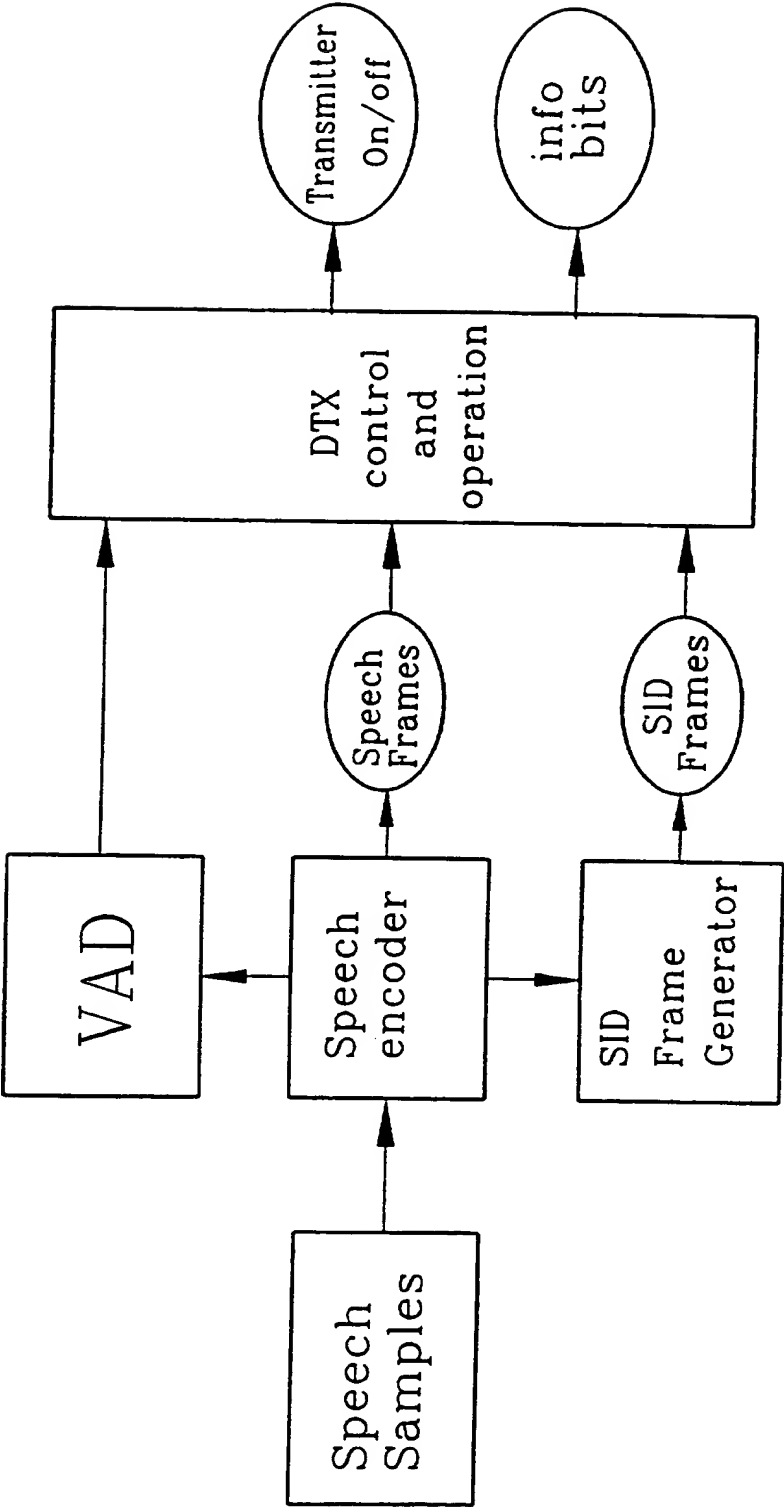 Speech
Samples
VAD
Speech
encoder
SID
Frame
Generator
Speech
Frames
SID
Frames
DTX
control
and
operation
Transmitter
On/off
info
bits